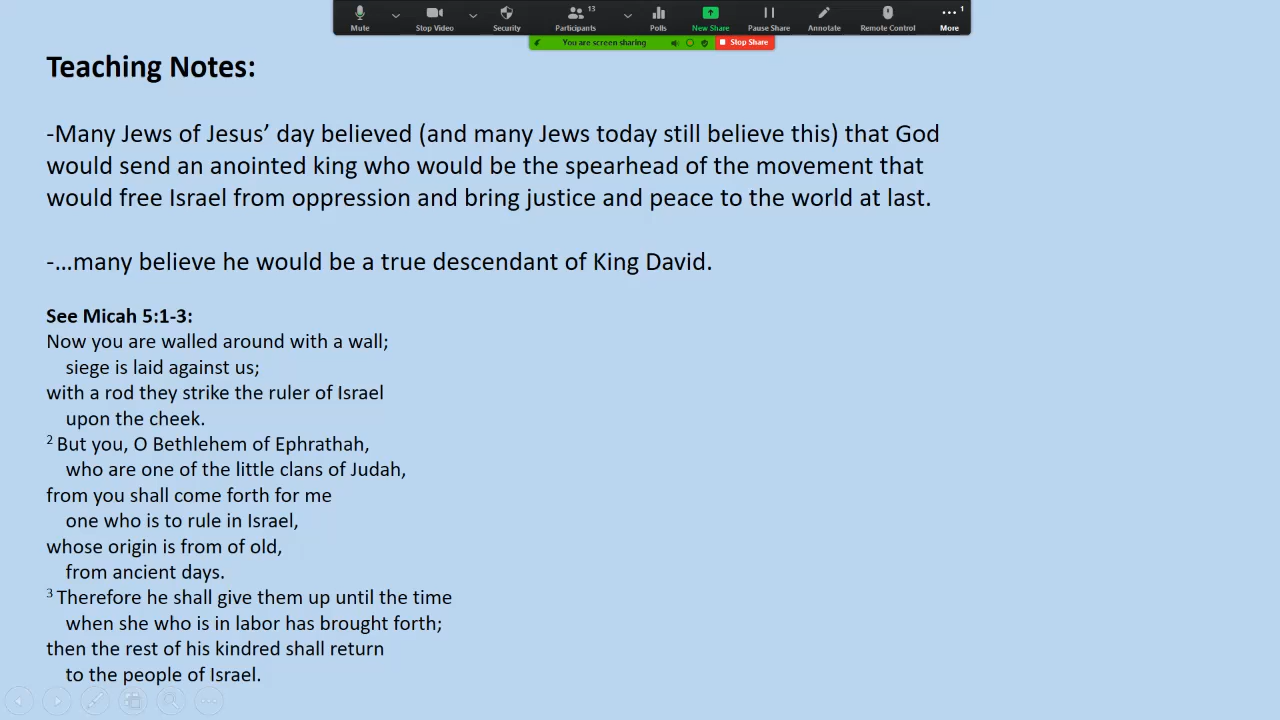 13
1
Mute
Stop Video
Security
Participants
Polls
New Share
Pause Share
Annotate
Remote Control
More
You are screen sharing
Stop Share
Teaching Notes:
-Many Jews of Jesus’ day believed (and many Jews today still believe this) that God
would send an anointed king who would be the spearhead of the movement that
would free Israel from oppression and bring justice and peace to the world at last.
-…many believe he would be a true descendant of King David.
See Micah 5:1-3:
Now you are walled around with a wall;
siege is laid against us;
with a rod they strike the ruler of Israel
upon the cheek.
2 But you, O Bethlehem of Ephrathah,
who are one of the little clans of Judah,
from you shall come forth for me
one who is to rule in Israel,
whose origin is from of old,
from ancient days.
3 Therefore he shall give them up until the time
when she who is in labor has brought forth;
then the rest of his kindred shall return
to the people of Israel.